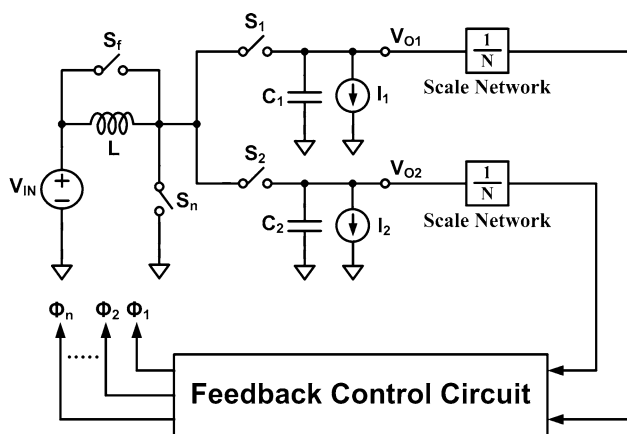 S1
VO1
1
N
Scale Network
Sf
C1
I1
L
S2
VO2
1
N
Scale Network
VIN
Sn
C2
I2
Φn
Φ2
Φ1
......
Feedback Control Circuit